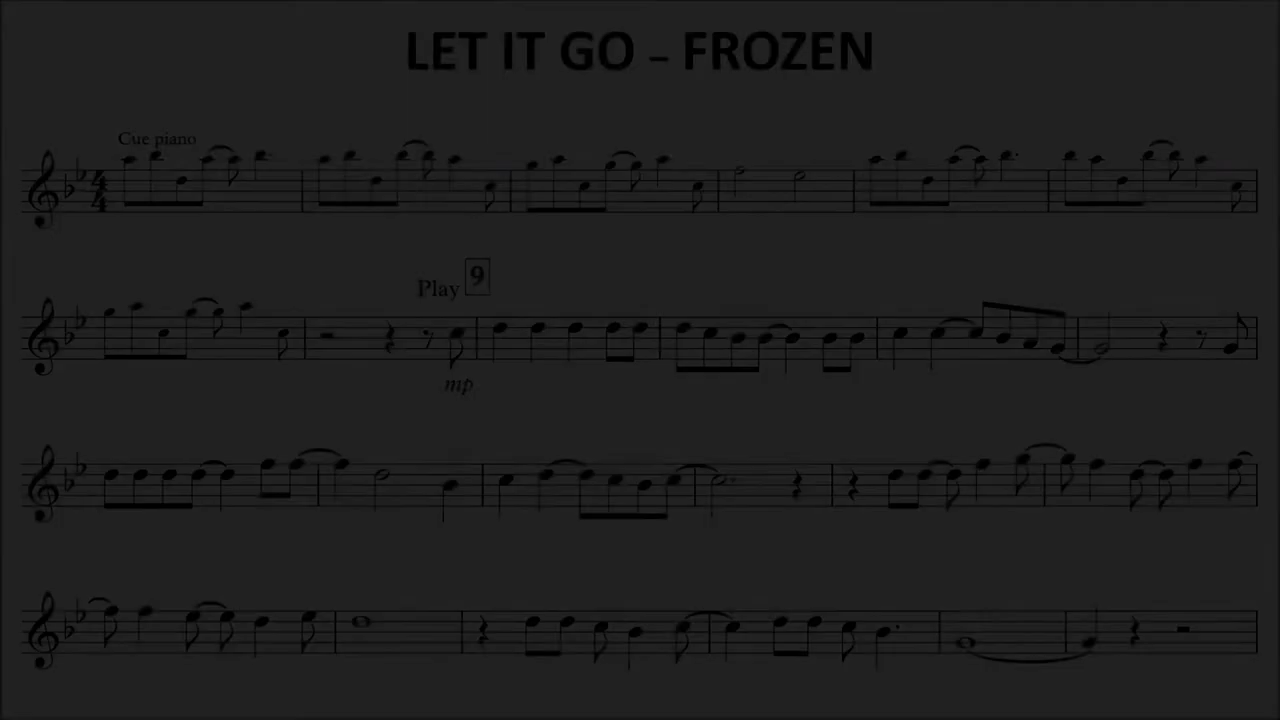 LET IT GO – FROZEN
Cue piano
Play 9
mp